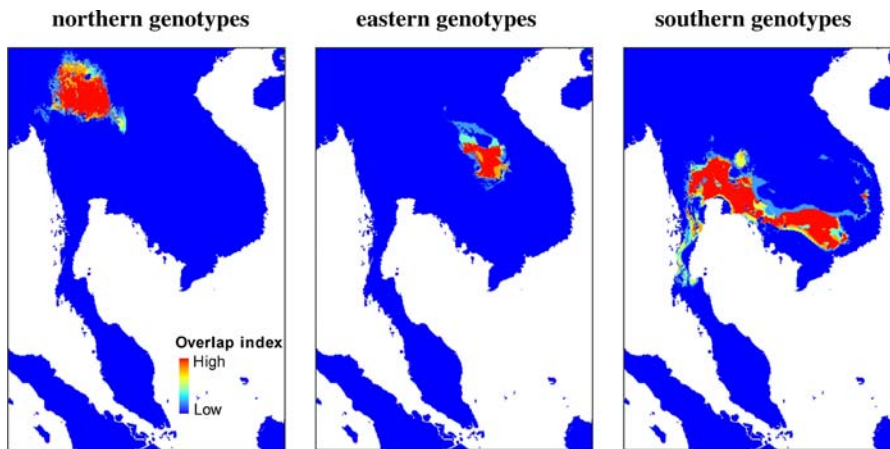 northern genotypes
eastern genotypes
southern genotypes
Overlap index
High
Low